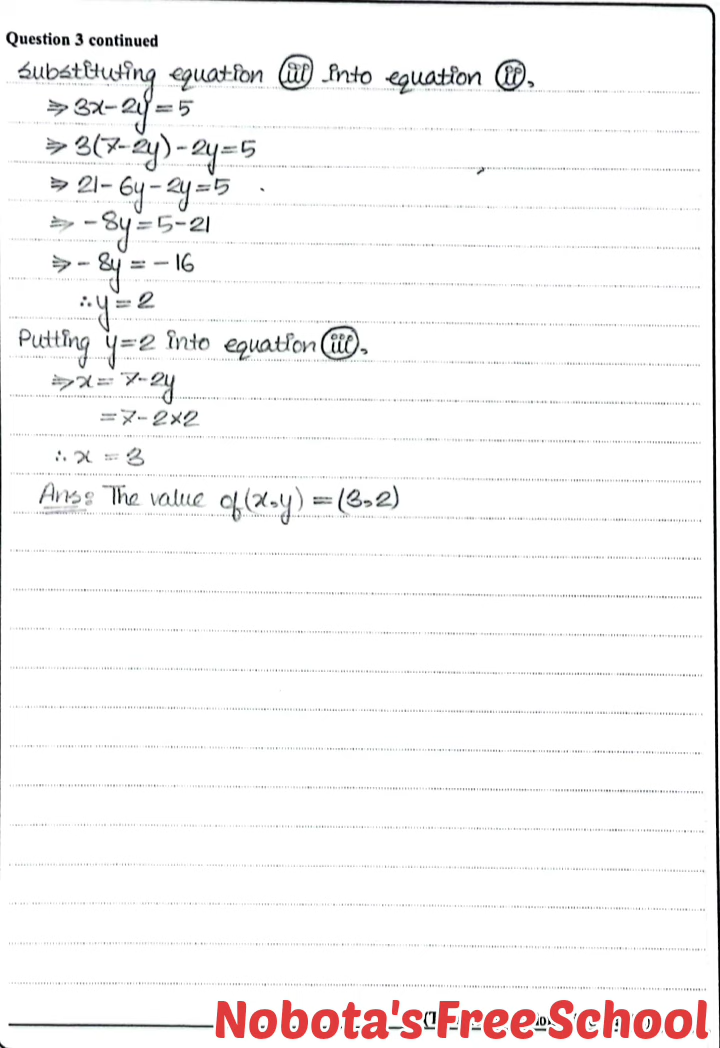 Question 3 continued
Substituting equation (iii) into equation (ii),
⇒ 3x - 2y = 5
⇒ 3(7-2y) - 2y = 5
⇒ 21 - 6y - 2y = 5
⇒ -8y = 5 - 21
⇒ - 8y = - 16
∴ y = 2
Putting y = 2 into equation (iii),
⇒ x = 7 - 2y
= 7 - 2×2
∴ x = 3
Ans: The value of (x,y) = (3,2)
Nobota's Free School